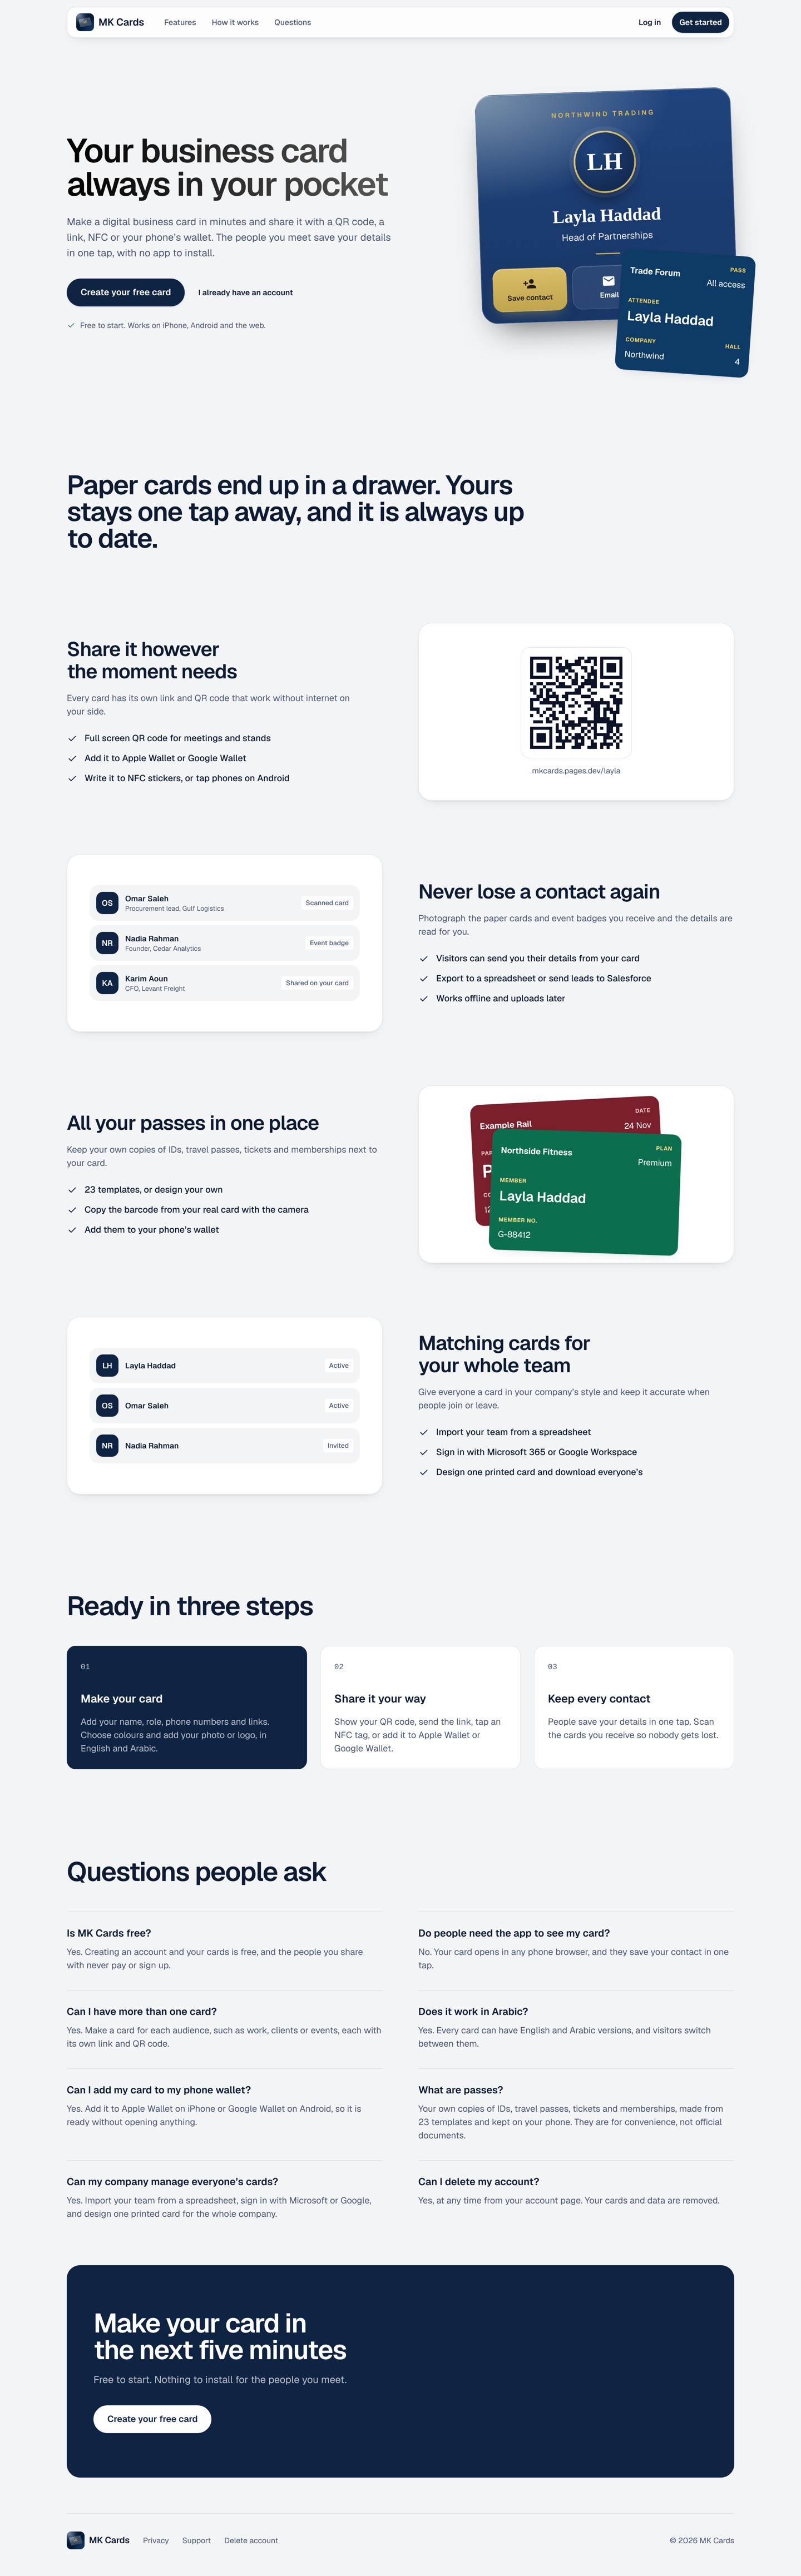 MK Cards
Features
How it works
Questions
Log in
Get started
Your business card
always in your pocket
Make a digital business card in minutes and share it with a QR code, a
link, NFC or your phone's wallet. The people you meet save your details
in one tap, with no app to install.
Create your free card
I already have an account
Free to start. Works on iPhone, Android and the web.
NORTHWIND TRADING
LH
Layla Haddad
Head of Partnerships
Save contact
Email
Trade Forum
PASS
All access
ATTENDEE
Layla Haddad
COMPANY
HALL
Northwind
4
Paper cards end up in a drawer. Yours
stays one tap away, and it is always up
to date.
Share it however
the moment needs
Every card has its own link and QR code that work without internet on
your side.
Full screen QR code for meetings and stands
Add it to Apple Wallet or Google Wallet
Write it to NFC stickers, or tap phones on Android
mkcards.pages.dev/layla
OS
Omar Saleh
Procurement lead, Gulf Logistics
Scanned card
NR
Nadia Rahman
Founder, Cedar Analytics
Event badge
KA
Karim Aoun
CFO, Levant Freight
Shared on your card
Never lose a contact again
Photograph the paper cards and event badges you receive and the details are
read for you.
Visitors can send you their details from your card
Export to a spreadsheet or send leads to Salesforce
Works offline and uploads later
All your passes in one place
Keep your own copies of IDs, travel passes, tickets and memberships next to
your card.
23 templates, or design your own
Copy the barcode from your real card with the camera
Add them to your phone's wallet
Example Rail
DATE
24 Nov
Northside Fitness
PLAN
Premium
MEMBER
Layla Haddad
MEMBER NO.
G-88412
LH
Layla Haddad
Active
OS
Omar Saleh
Active
NR
Nadia Rahman
Invited
Matching cards for
your whole team
Give everyone a card in your company's style and keep it accurate when
people join or leave.
Import your team from a spreadsheet
Sign in with Microsoft 365 or Google Workspace
Design one printed card and download everyone's
Ready in three steps
01
Make your card
Add your name, role, phone numbers and links.
Choose colours and add your photo or logo, in
English and Arabic.
02
Share it your way
Show your QR code, send the link, tap an
NFC tag, or add it to Apple Wallet or
Google Wallet.
03
Keep every contact
People save your details in one tap. Scan
the cards you receive so nobody gets lost.
Questions people ask
Is MK Cards free?
Yes. Creating an account and your cards is free, and the people you share
with never pay or sign up.
Do people need the app to see my card?
No. Your card opens in any phone browser, and they save your contact in one
tap.
Can I have more than one card?
Yes. Make a card for each audience, such as work, clients or events, each with
its own link and QR code.
Does it work in Arabic?
Yes. Every card can have English and Arabic versions, and visitors switch
between them.
Can I add my card to my phone wallet?
Yes. Add it to Apple Wallet on iPhone or Google Wallet on Android, so it is
ready without opening anything.
What are passes?
Your own copies of IDs, travel passes, tickets and memberships, made from
23 templates and kept on your phone. They are for convenience, not official
documents.
Can my company manage everyone's cards?
Yes. Import your team from a spreadsheet, sign in with Microsoft or Google,
and design one printed card for the whole company.
Can I delete my account?
Yes, at any time from your account page. Your cards and data are removed.
Make your card in
the next five minutes
Free to start. Nothing to install for the people you meet.
Create your free card
MK Cards
Privacy
Support
Delete account
© 2026 MK Cards